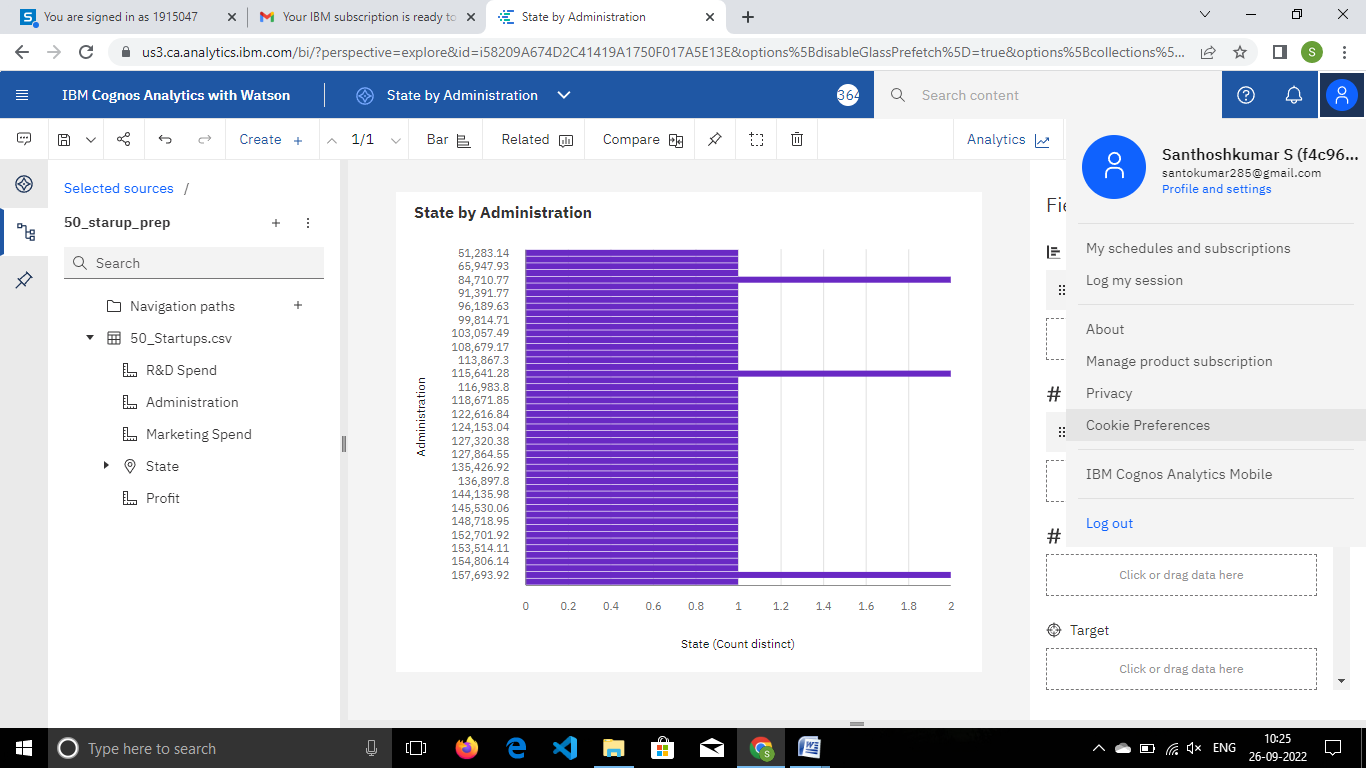 You are signed in as 1915047
Your IBM subscription is ready to
State by Administration
us3.ca.analytics.ibm.com/bi/?perspective=explore&id=i58209A674D2C41419A1750F017A5E13E&options%5BdisableGlassPrefetch%5D=true&options%5Bcollections%5...
S
IBM Cognos Analytics with Watson
State by Administration
364
Search content
Create
1/1
Bar
Related
Compare
Analytics
Selected sources /
50_starup_prep
Search
Navigation paths
50_Startups.csv
R&D Spend
Administration
Marketing Spend
State
Profit
State by Administration
Administration
51,283.14
65,947.93
84,710.77
91,391.77
96,189.63
99,814.71
103,057.49
108,679.17
113,867.3
115,641.28
116,983.8
118,671.85
122,616.84
124,153.04
127,320.38
127,864.55
135,426.92
136,897.8
144,135.98
145,530.06
148,718.95
152,701.92
153,514.11
154,806.14
157,693.92
0 0.2 0.4 0.6 0.8 1 1.2 1.4 1.6 1.8 2
State (Count distinct)
Santhoshkumar S (f4c96...
santokumar285@gmail.com
Profile and settings
My schedules and subscriptions
Log my session
About
Manage product subscription
Privacy
Cookie Preferences
IBM Cognos Analytics Mobile
Log out
Click or drag data here
Target
Click or drag data here
Type here to search
S
ENG
10:25
26-09-2022